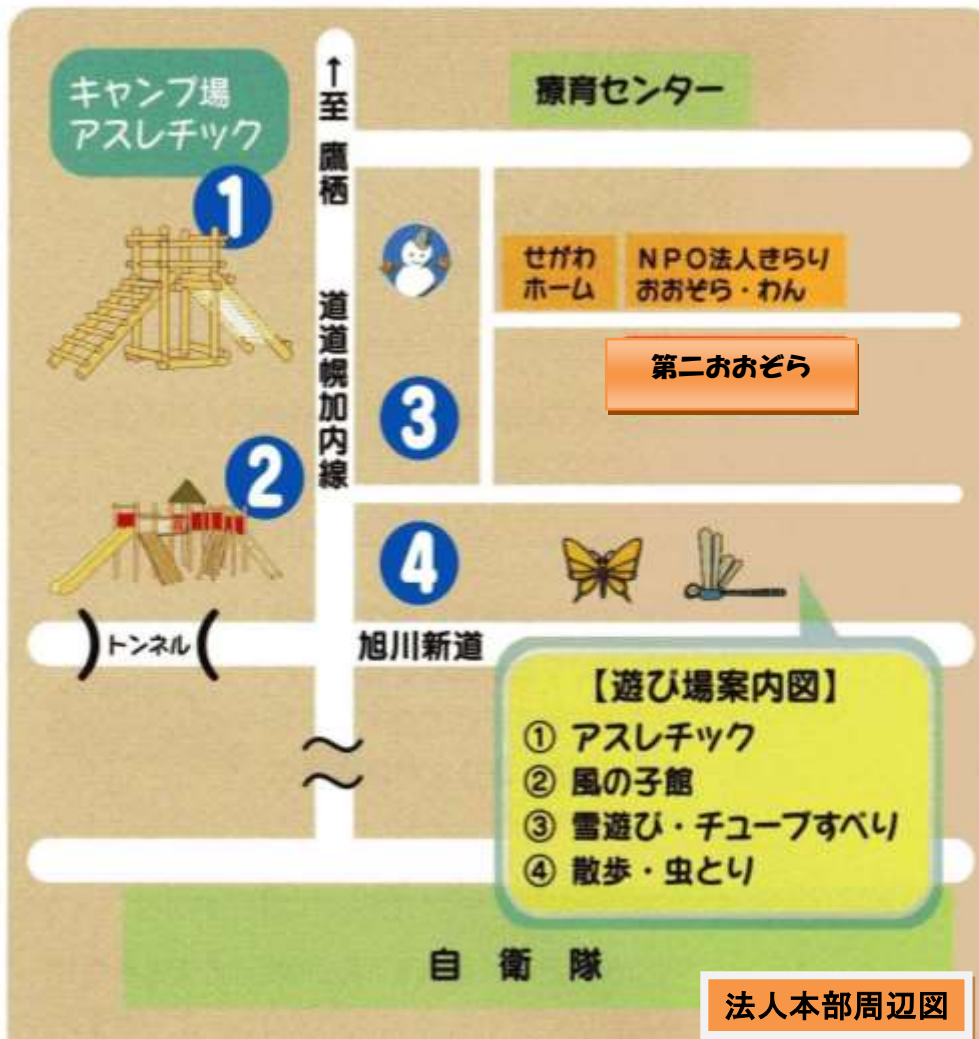 キャンプ場
アスレチック
1
↑至 鷹栖
道道幌加内線
療育センター
せがわ
ホーム
NPO法人きらり
おおぞら・わん
第二おおぞら
3
2
4
トンネル
旭川新道
【遊び場案内図】
① アスレチック
② 風の子館
③ 雪遊び・チューブすべり
④ 散歩・虫とり
自衛隊
法人本部周辺図